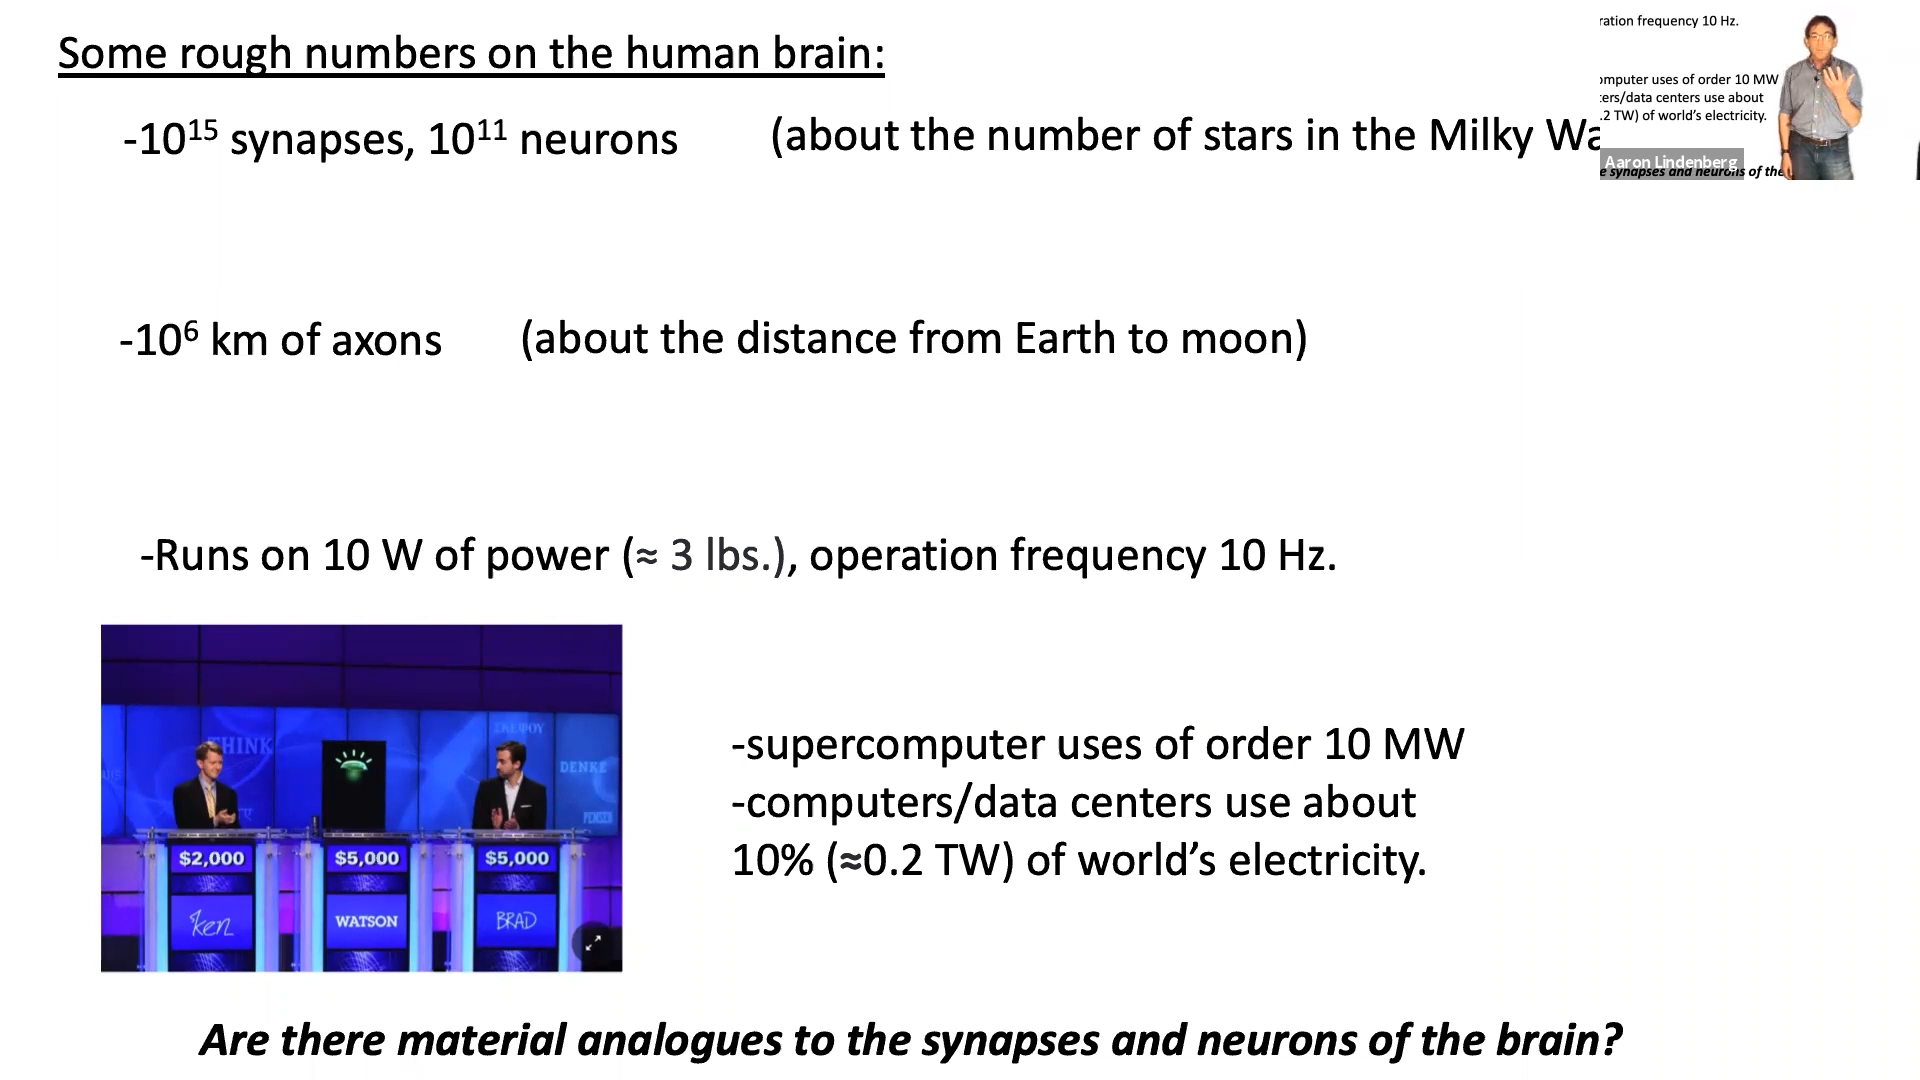 Some rough numbers on the human brain:
-10¹⁵ synapses, 10¹¹ neurons (about the number of stars in the Milky Wa
-10⁶ km of axons (about the distance from Earth to moon)
-Runs on 10 W of power (≈ 3 lbs.), operation frequency 10 Hz.
-supercomputer uses of order 10 MW
-computers/data centers use about
10% (≈0.2 TW) of world's electricity.
THINK
ΣΚΕΨΟΥ
DENKE
PENSER
$2,000
$5,000
$5,000
Ken
WATSON
BRAD
Are there material analogues to the synapses and neurons of the brain?
ration frequency 10 Hz.
omputer uses of order 10 MW
ters/data centers use about
.2 TW) of world's electricity.
Aaron Lindenberg
e synapses and neurons of the